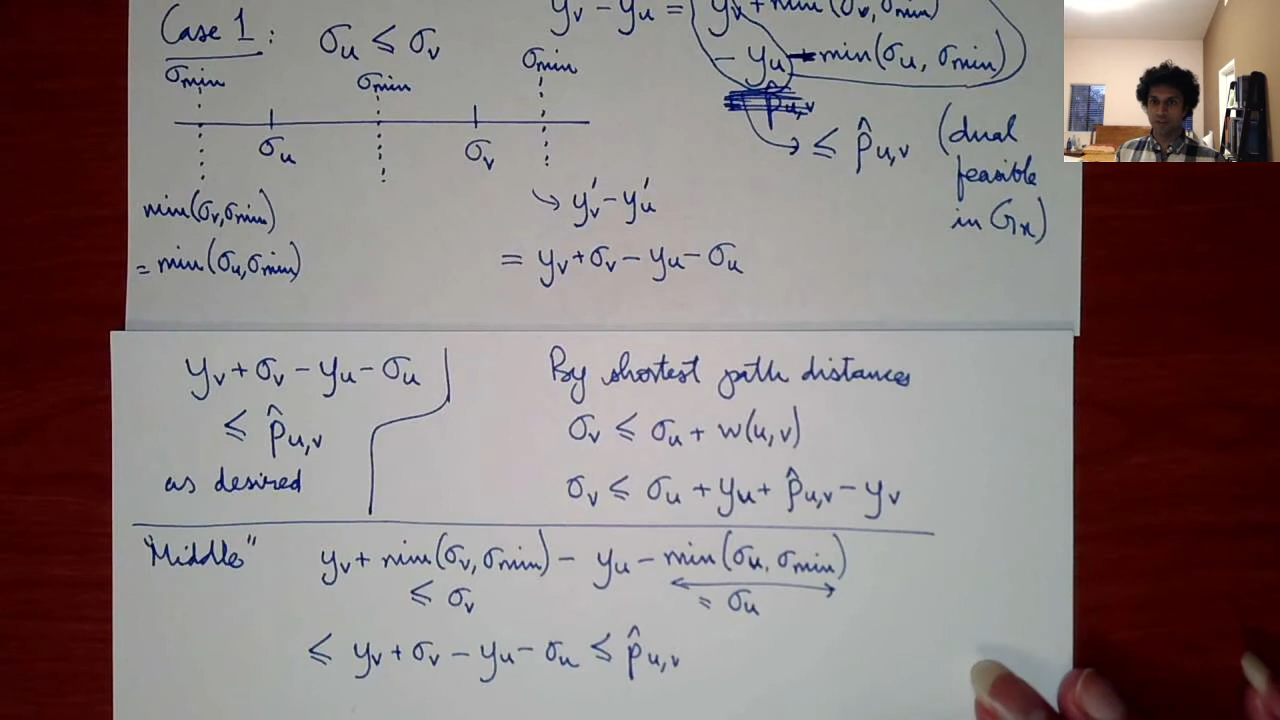 Case 1:
σu ≤ σv
yv - yu = yv + min(σv, σmin)
- yu - min(σu, σmin)
p̂u,v
≤ p̂u,v (dual feasible in Gx)
σmin σmin σmin
σu σv
min(σv, σmin)
= min(σu, σmin)
↪ yv' - yu'
= yv + σv - yu - σu
yv + σv - yu - σu
≤ p̂u,v
as desired
By shortest path distances
σv ≤ σu + w(u,v)
σv ≤ σu + yu + p̂u,v - yv
"Middle" yv + min(σv, σmin) - yu - min(σu, σmin)
≤ σv = σu
≤ yv + σv - yu - σu ≤ p̂u,v